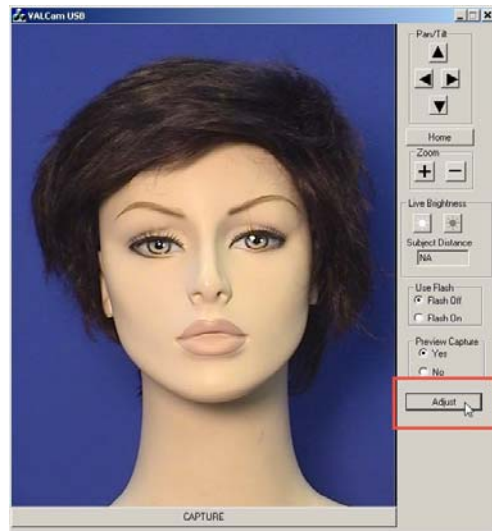 VALCam USB
Pan/Tilt
Home
Zoom
Live Brightness
Subject Distance
NA
Use Flash
Flash Off
Flash On
Preview Capture
Yes
No
Adjust
CAPTURE